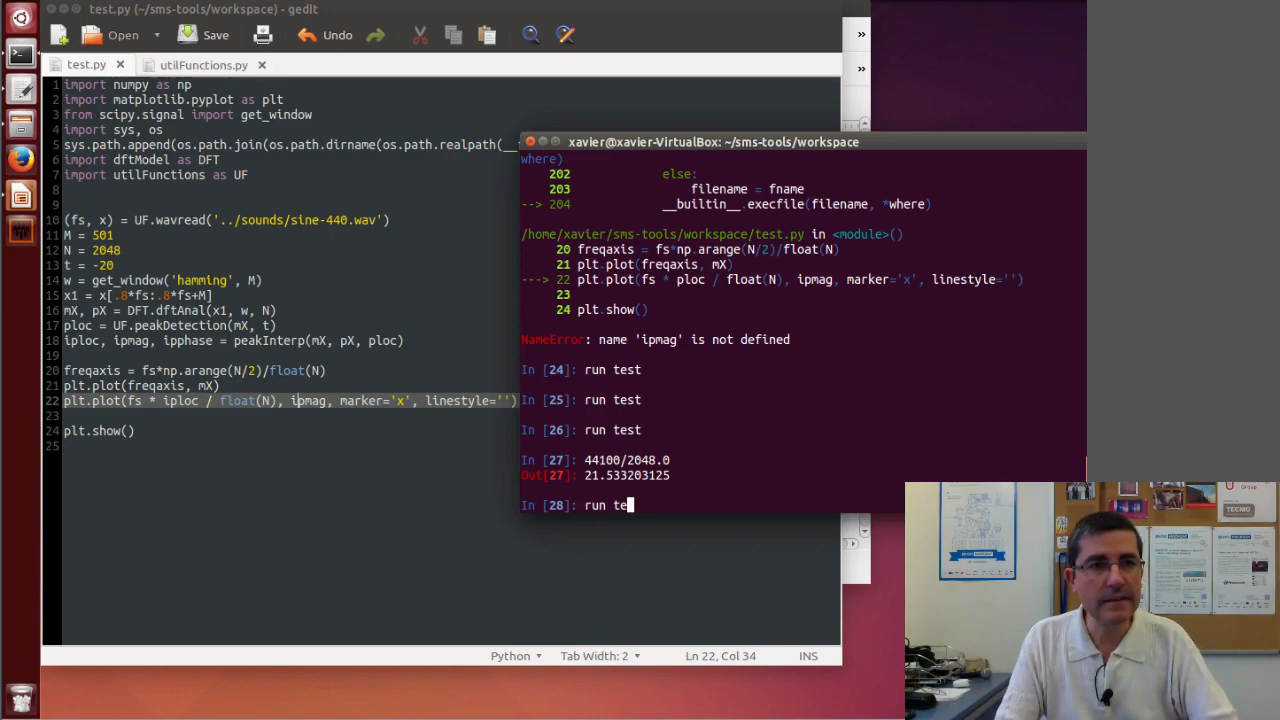 test.py (~/sms-tools/workspace) - gedit
Open Save Undo
test.py utilFunctions.py
1 import numpy as np
2 import matplotlib.pyplot as plt
3 from scipy.signal import get_window
4 import sys, os
5 sys.path.append(os.path.join(os.path.dirname(os.path.realpath(__
6 import dftModel as DFT
7 import utilFunctions as UF
8
9
10 (fs, x) = UF.wavread('../sounds/sine-440.wav')
11 M = 501
12 N = 2048
13 t = -20
14 w = get_window('hamming', M)
15 x1 = x[.8*fs:.8*fs+M]
16 mX, pX = DFT.dftAnal(x1, w, N)
17 ploc = UF.peakDetection(mX, t)
18 iploc, ipmag, ipphase = peakInterp(mX, pX, ploc)
19
20 freqaxis = fs*np.arange(N/2)/float(N)
21 plt.plot(freqaxis, mX)
22 plt.plot(fs * iploc / float(N), ipmag, marker='x', linestyle='')
23
24 plt.show()
25
Python Tab Width: 2 Ln 22, Col 34 INS
xavier@xavier-VirtualBox: ~/sms-tools/workspace
where)
202 else:
203 filename = fname
--> 204 __builtin__.execfile(filename, *where)
/home/xavier/sms-tools/workspace/test.py in <module>()
20 freqaxis = fs*np.arange(N/2)/float(N)
21 plt.plot(freqaxis, mX)
---> 22 plt.plot(fs * ploc / float(N), ipmag, marker='x', linestyle='')
23
24 plt.show()
NameError: name 'ipmag' is not defined
In [24]: run test
In [25]: run test
In [26]: run test
In [27]: 44100/2048.0
Out[27]: 21.533203125
In [28]: run te
Group
TECNIO